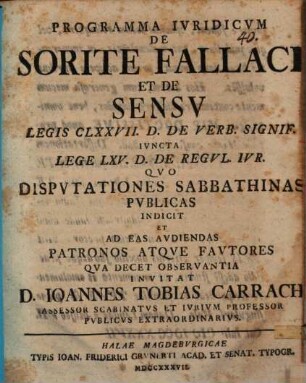 PROGRAMMA IVRIDICVM
DE
40.
SORITE FALLACI
ET DE
SENSV
LEGIS CLXXVII. D. DE VERB. SIGNIF.
IVNCTA
LEGE LXV. D. DE REGVL. IVR.
QVO
DISPVTATIONES SABBATHINAS
PVBLICAS
INDICIT
ET
AD EAS AVDIENDAS
PATRONOS ATQVE FAVTORES
QVA DECET OBSERVANTIA
INVITAT
D. IOANNES TOBIAS CARRACH
ASSESSOR SCABINATVS ET IVRIVM PROFESSOR
PVBLICVS EXTRAORDINARIVS.
HALAE MAGDEBVRGICAE
TYPIS IOAN. FRIDERICI GRVNERTI ACAD. ET SENAT. TYPOGR.
MDCCXXXVII.